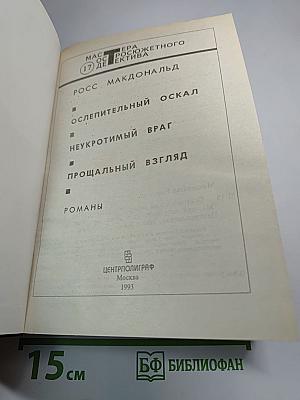 МАСТЕРА
17 ОСТРОСЮЖЕТНОГО
ДЕТЕКТИВА
РОСС МАКДОНАЛЬД
ОСЛЕПИТЕЛЬНЫЙ ОСКАЛ
НЕУКРОТИМЫЙ ВРАГ
ПРОЩАЛЬНЫЙ ВЗГЛЯД
РОМАНЫ
ЦЕНТРПОЛИГРАФ
Москва
1993
15 см
БФ БИБЛИОФАН